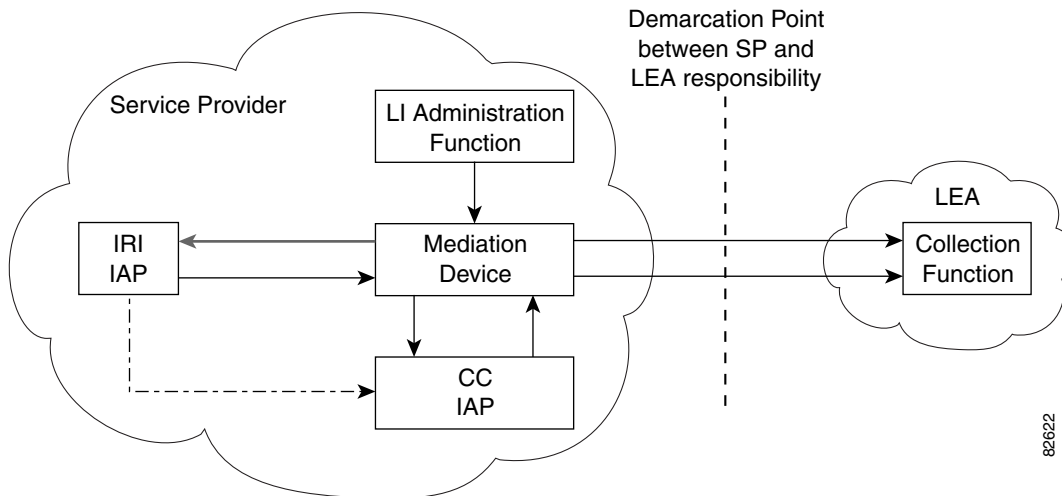 Demarcation Point
between SP and
LEA responsibility
Service Provider
LI Administration
Function
LEA
IRI
IAP
Mediation
Device
Collection
Function
CC
IAP
82622